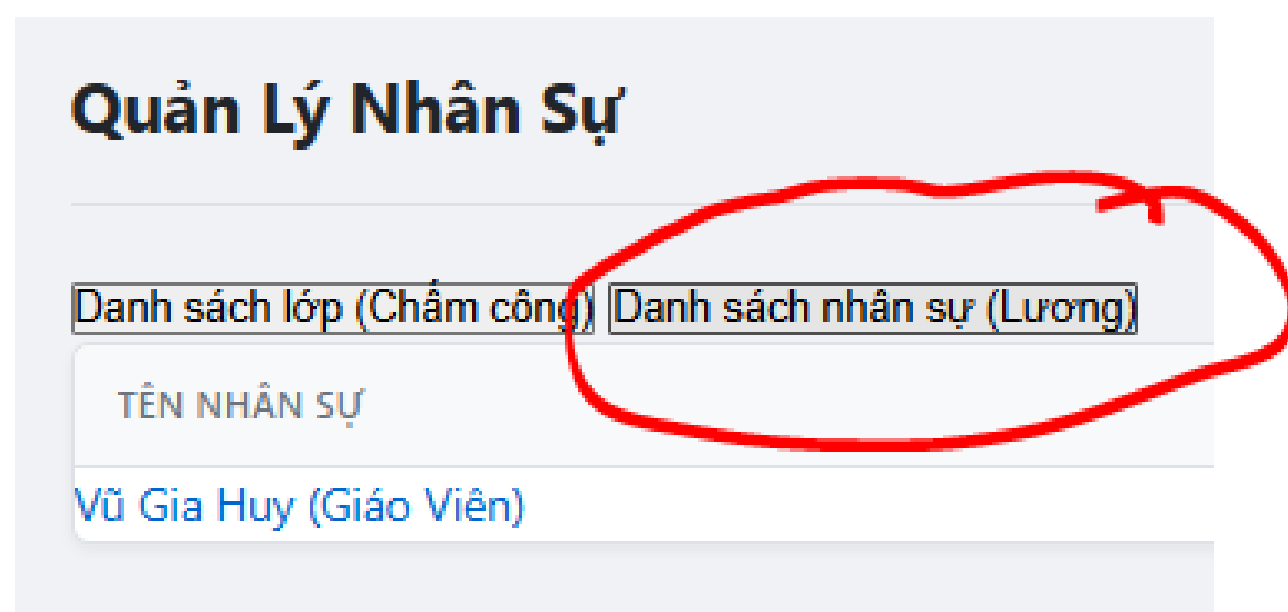 Quản Lý Nhân Sự
Danh sách lớp (Chấm công) Danh sách nhân sự (Lương)
TÊN NHÂN SỰ
Vũ Gia Huy (Giáo Viên)